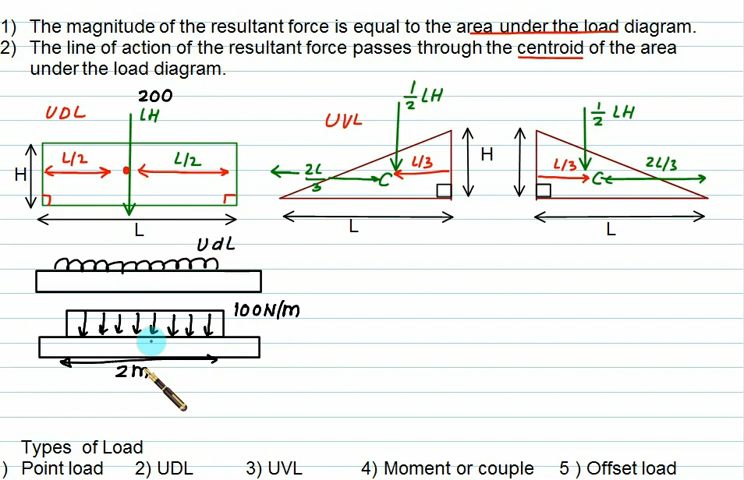 1) The magnitude of the resultant force is equal to the area under the load diagram.
2) The line of action of the resultant force passes through the centroid of the area
under the load diagram.
UDL 200 LH UVL 1/2 LH 1/2 LH
H L/2 L/2 2L/3 C L/3 H L/3 C 2L/3
L L L
UdL
100N/m
2m
Types of Load
) Point load 2) UDL 3) UVL 4) Moment or couple 5 ) Offset load